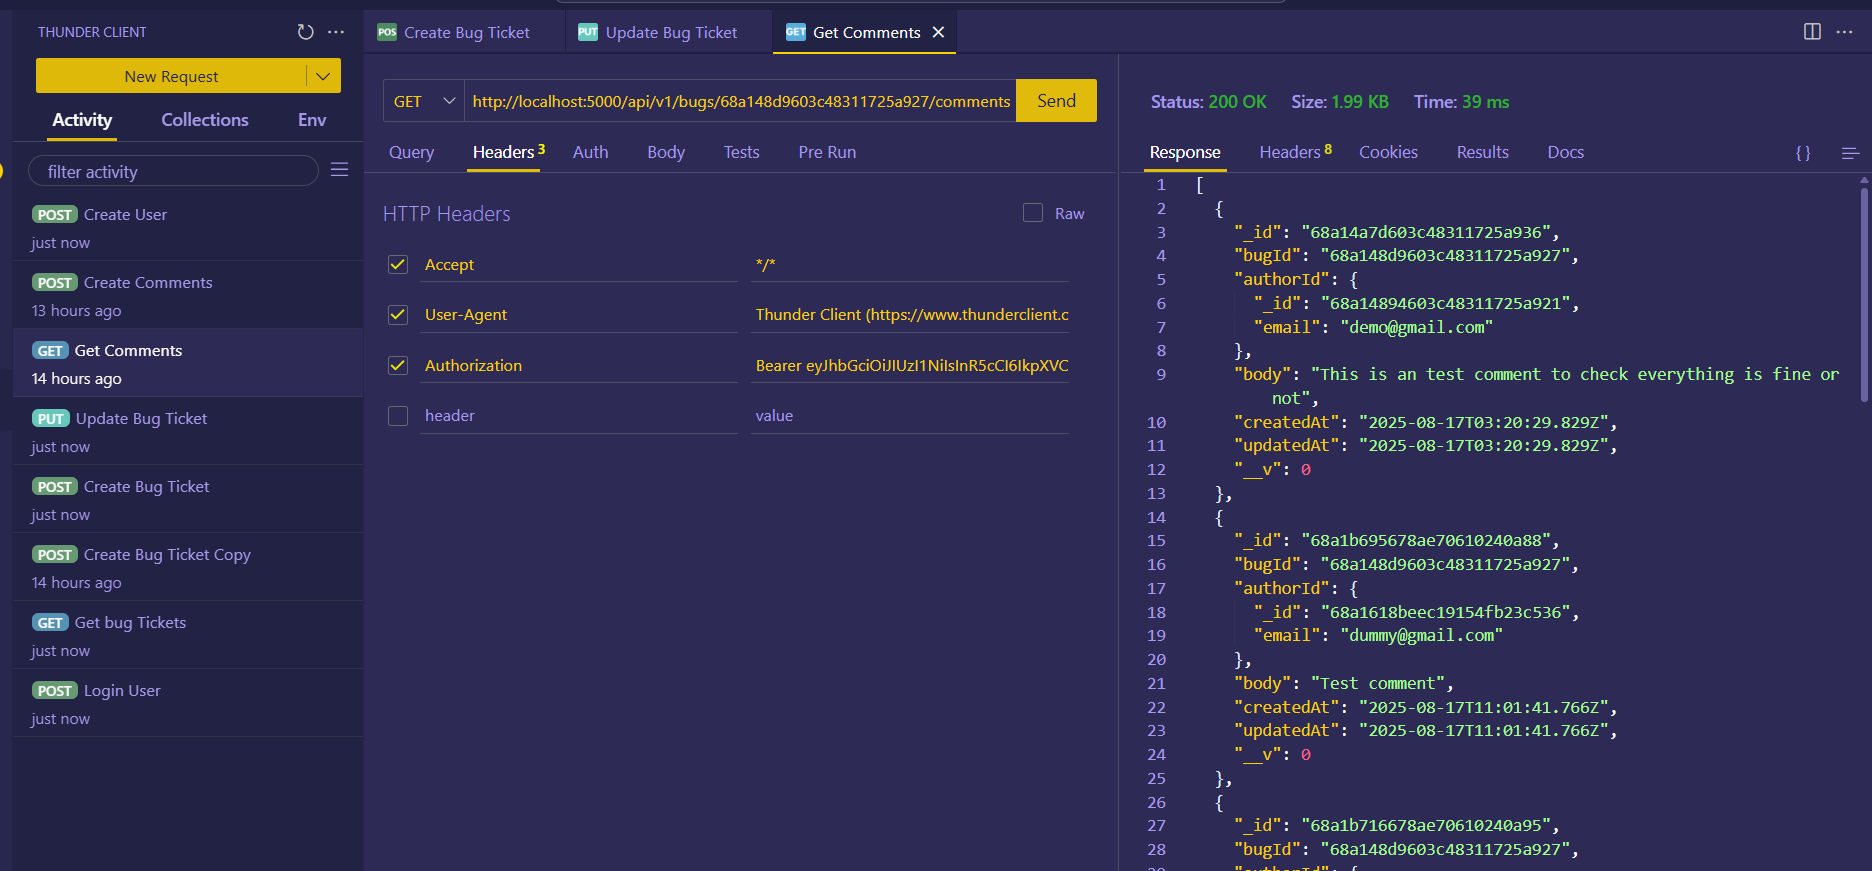 THUNDER CLIENT
New Request
Activity Collections Env
filter activity
POST Create User
just now
POST Create Comments
13 hours ago
GET Get Comments
14 hours ago
PUT Update Bug Ticket
just now
POST Create Bug Ticket
just now
POST Create Bug Ticket Copy
14 hours ago
GET Get bug Tickets
just now
POST Login User
just now
POS Create Bug Ticket
PUT Update Bug Ticket
GET Get Comments
GET http://localhost:5000/api/v1/bugs/68a148d9603c48311725a927/comments Send
Query Headers 3 Auth Body Tests Pre Run
HTTP Headers Raw
Accept */*
User-Agent Thunder Client (https://www.thunderclient.c
Authorization Bearer eyJhbGciOiJIUzI1NiIsInR5cCI6IkpXVC
header value
Status: 200 OK Size: 1.99 KB Time: 39 ms
Response Headers 8 Cookies Results Docs { }
1 [
2 {
3 "_id": "68a14a7d603c48311725a936",
4 "bugId": "68a148d9603c48311725a927",
5 "authorId": {
6 "_id": "68a14894603c48311725a921",
7 "email": "demo@gmail.com"
8 },
9 "body": "This is an test comment to check everything is fine or
not",
10 "createdAt": "2025-08-17T03:20:29.829Z",
11 "updatedAt": "2025-08-17T03:20:29.829Z",
12 "__v": 0
13 },
14 {
15 "_id": "68a1b695678ae70610240a88",
16 "bugId": "68a148d9603c48311725a927",
17 "authorId": {
18 "_id": "68a1618beec19154fb23c536",
19 "email": "dummy@gmail.com"
20 },
21 "body": "Test comment",
22 "createdAt": "2025-08-17T11:01:41.766Z",
23 "updatedAt": "2025-08-17T11:01:41.766Z",
24 "__v": 0
25 },
26 {
27 "_id": "68a1b716678ae70610240a95",
28 "bugId": "68a148d9603c48311725a927",
29 "authorId": {